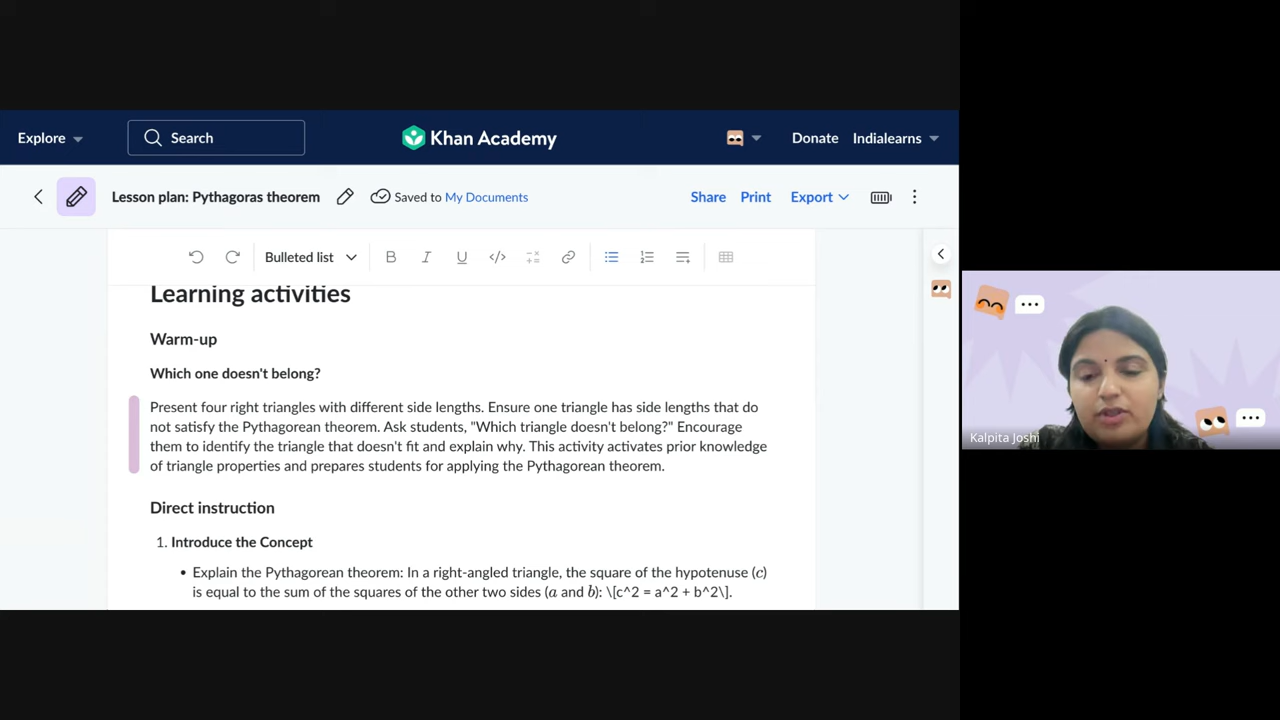 Explore
Search
Khan Academy
Donate
Indialearns
Lesson plan: Pythagoras theorem
Saved to My Documents
Share
Print
Export
Bulleted list
B
I
U
</>
Learning activities
Warm-up
Which one doesn't belong?
Present four right triangles with different side lengths. Ensure one triangle has side lengths that do
not satisfy the Pythagorean theorem. Ask students, "Which triangle doesn't belong?" Encourage
them to identify the triangle that doesn't fit and explain why. This activity activates prior knowledge
of triangle properties and prepares students for applying the Pythagorean theorem.
Direct instruction
1. Introduce the Concept
• Explain the Pythagorean theorem: In a right-angled triangle, the square of the hypotenuse (c)
is equal to the sum of the squares of the other two sides (a and b): \[c^2 = a^2 + b^2\].
Kalpita Joshi